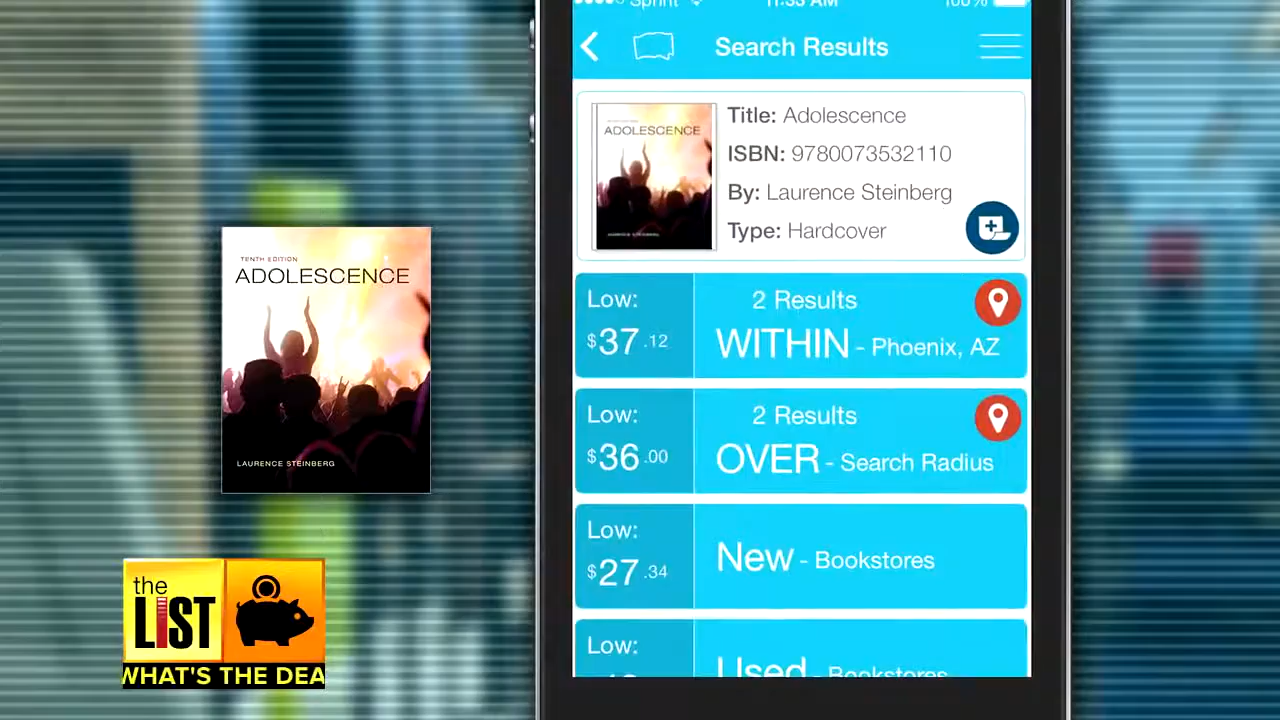 Sprint 11:33 AM 100%
Search Results
ADOLESCENCE
LAURENCE STEINBERG
Title: Adolescence
ISBN: 9780073532110
By: Laurence Steinberg
Type: Hardcover
Low:
$37.12
2 Results
WITHIN - Phoenix, AZ
Low:
$36.00
2 Results
OVER - Search Radius
Low:
$27.34
New - Bookstores
Low:
Used - Bookstores
TENTH EDITION
ADOLESCENCE
LAURENCE STEINBERG
the
LIST
WHAT'S THE DEA